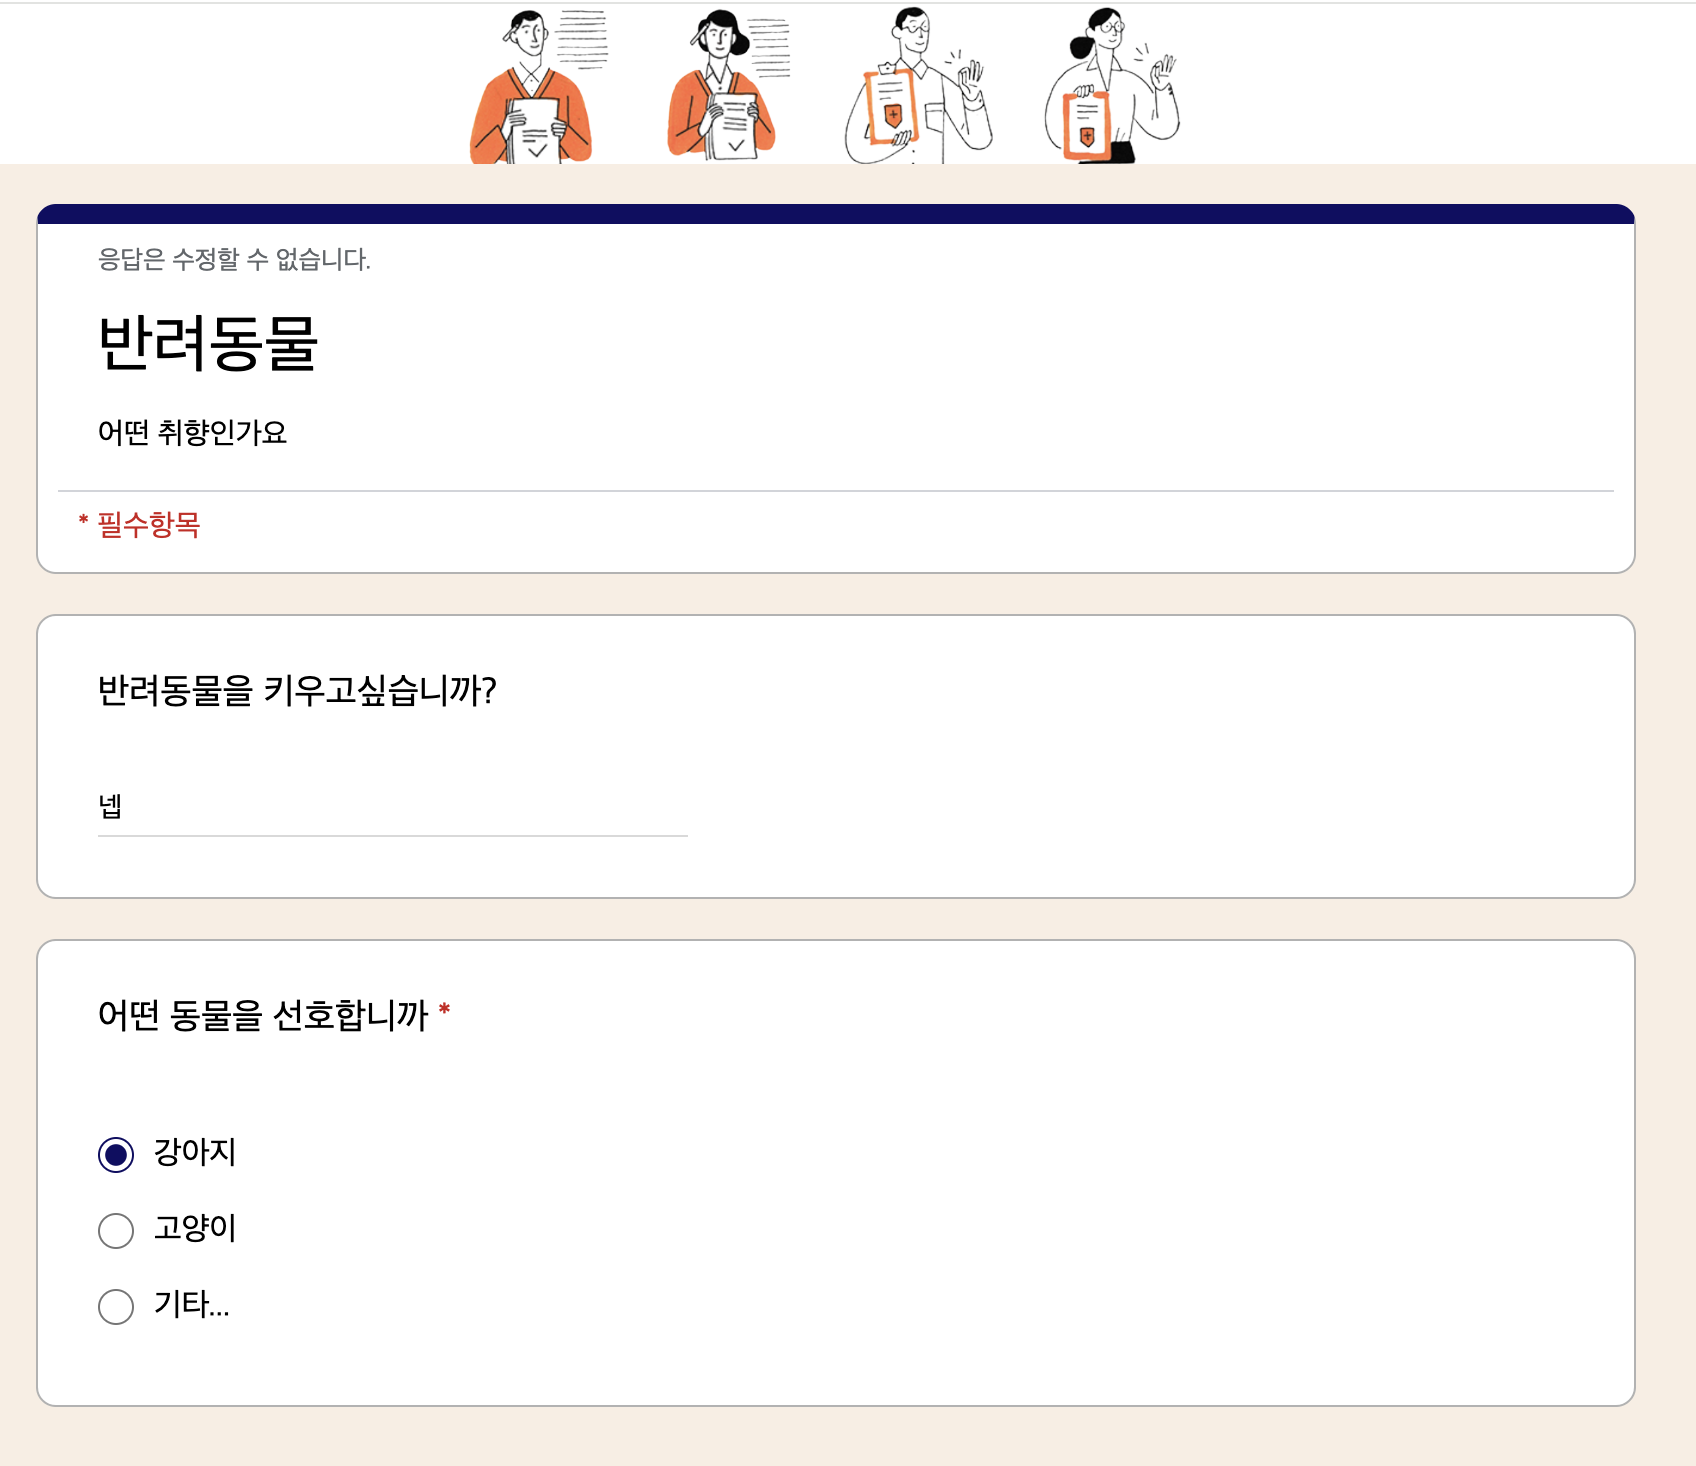 응답은 수정할 수 없습니다.
반려동물
어떤 취향인가요
* 필수항목
반려동물을 키우고싶습니까?
넵
어떤 동물을 선호합니까 *
강아지
고양이
기타...